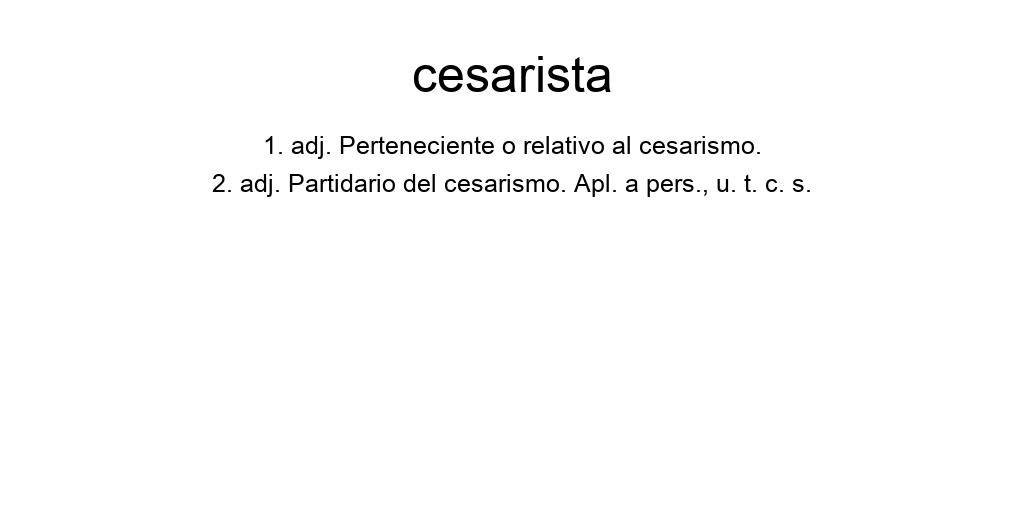 cesarista
1. adj. Perteneciente o relativo al cesarismo.
2. adj. Partidario del cesarismo. Apl. a pers., u. t. c. s.